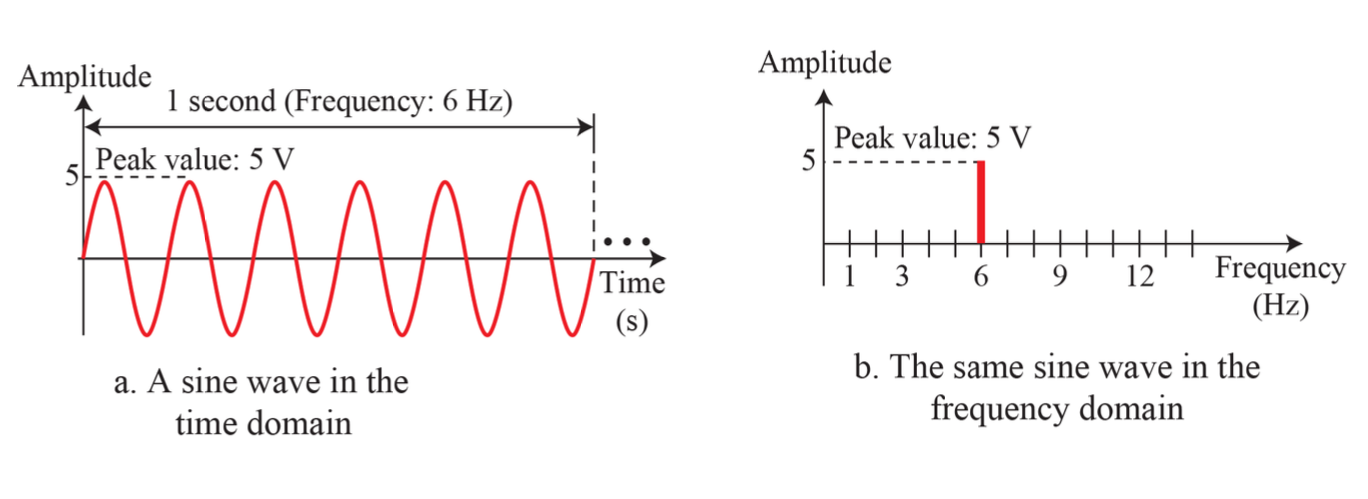 Amplitude
1 second (Frequency: 6 Hz)
Peak value: 5 V
5
Time
(s)
a. A sine wave in the
time domain
Amplitude
Peak value: 5 V
5
1 3 6 9 12
Frequency
(Hz)
b. The same sine wave in the
frequency domain